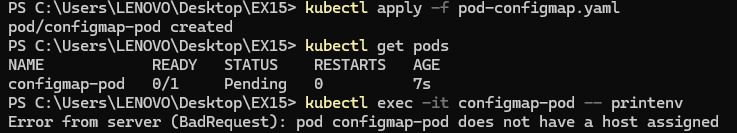 PS C:\Users\LENOVO\Desktop\EX15> kubectl apply -f pod-configmap.yaml
pod/configmap-pod created
PS C:\Users\LENOVO\Desktop\EX15> kubectl get pods
NAME            READY   STATUS    RESTARTS   AGE
configmap-pod   0/1     Pending   0          7s
PS C:\Users\LENOVO\Desktop\EX15> kubectl exec -it configmap-pod -- printenv
Error from server (BadRequest): pod configmap-pod does not have a host assigned